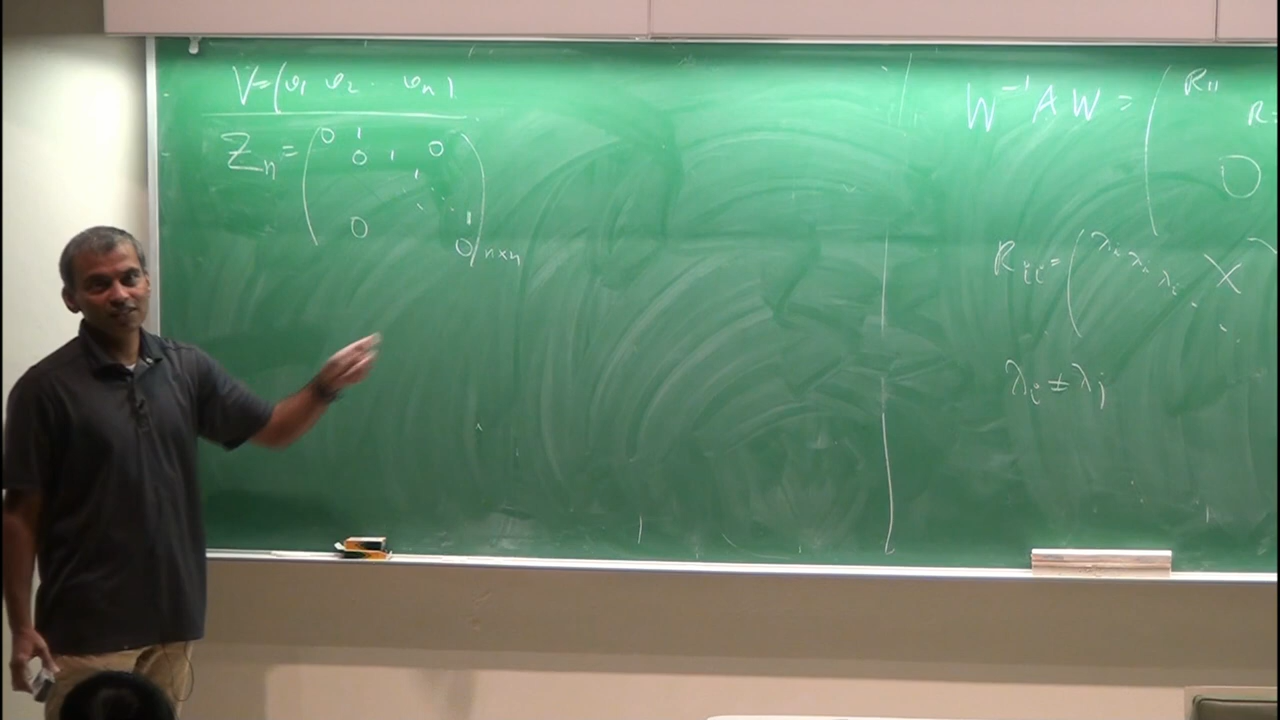 V=(v₁ v₂ ·· vₙ)
Zₙ = ( 0 1
0 1 0
1
⋱
1
0 0 ) n×n
W⁻¹AW = ( R₁₁
R
0
Rᵢᵢ = ( λᵢ λᵢ λᵢ X
λᵢ ≠ λⱼ